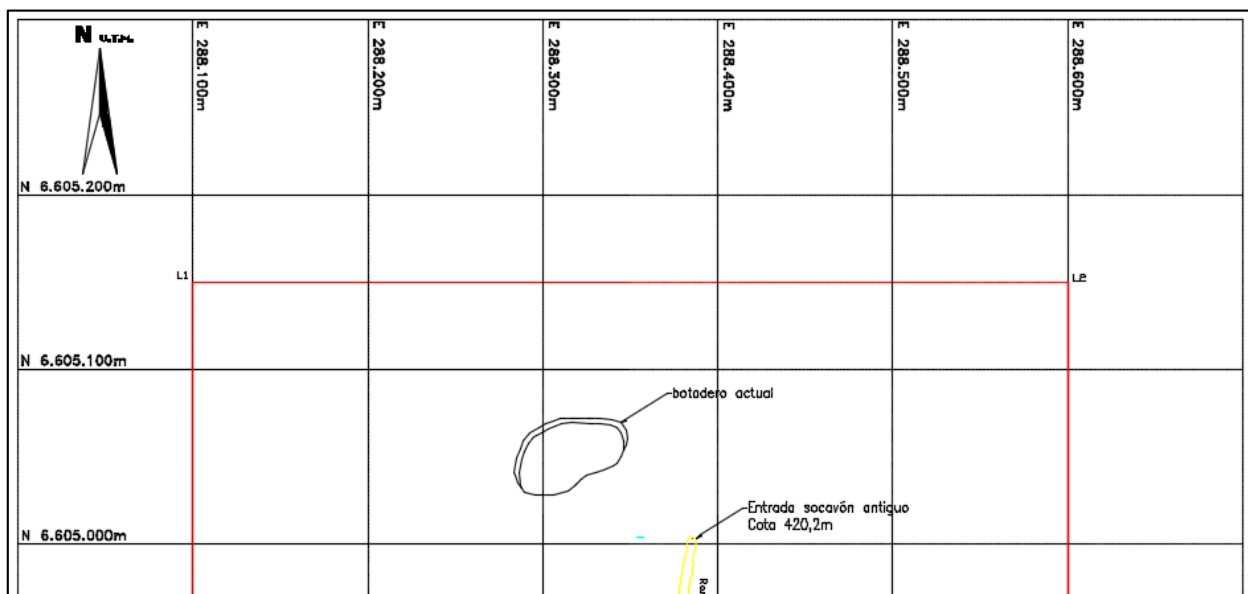 N U.T.M.
E 288.100m
E 288.200m
E 288.300m
E 288.400m
E 288.500m
E 288.600m
N 6.605.200m
L1
L2
N 6.605.100m
botadero actual
Entrada socavón antiguo
Cota 420,2m
N 6.605.000m